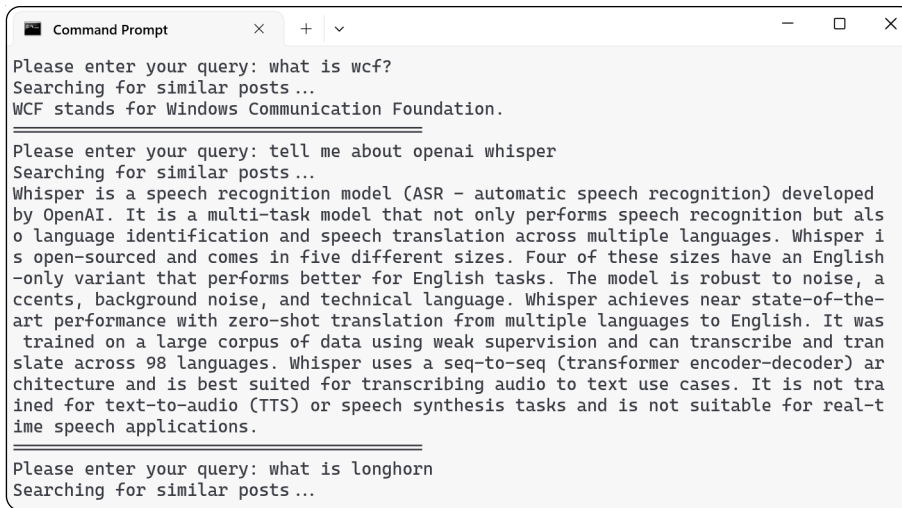 Command Prompt
Please enter your query: what is wcf?
Searching for similar posts...
WCF stands for Windows Communication Foundation.
==========================================
Please enter your query: tell me about openai whisper
Searching for similar posts...
Whisper is a speech recognition model (ASR - automatic speech recognition) developed
by OpenAI. It is a multi-task model that not only performs speech recognition but als
o language identification and speech translation across multiple languages. Whisper i
s open-sourced and comes in five different sizes. Four of these sizes have an English
-only variant that performs better for English tasks. The model is robust to noise, a
ccents, background noise, and technical language. Whisper achieves near state-of-the-
art performance with zero-shot translation from multiple languages to English. It was
 trained on a large corpus of data using weak supervision and can transcribe and tran
slate across 98 languages. Whisper uses a seq-to-seq (transformer encoder-decoder) ar
chitecture and is best suited for transcribing audio to text use cases. It is not tra
ined for text-to-audio (TTS) or speech synthesis tasks and is not suitable for real-t
ime speech applications.
==========================================
Please enter your query: what is longhorn
Searching for similar posts...